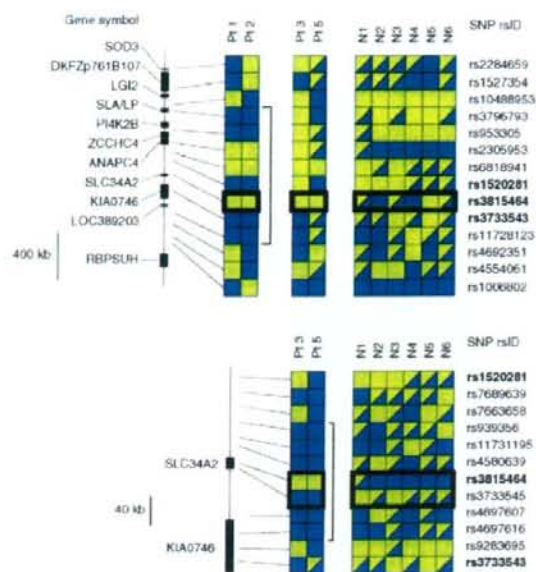 Gene symbol
Pt 1
Pt 2
Pt 3
Pt 5
N1
N2
N3
N4
N5
N6
SNP rsID
SOD3
DKFZp761B107
LGI2
SLA/LP
PI4K2B
ZCCHC4
ANAPC4
SLC34A2
KIA0746
LOC389203
400 kb
RBPSUH
rs2284659
rs1527354
rs10488953
rs3796793
rs953305
rs2305953
rs6818941
rs1520281
rs3815464
rs3733543
rs11728123
rs4692351
rs4554061
rs1006802
Pt 3
Pt 5
N1
N2
N3
N4
N5
N6
SNP rsID
SLC34A2
40 kb
KIA0746
rs1520281
rs7689639
rs7663658
rs939356
rs11731195
rs4580639
rs3815464
rs3733545
rs4697607
rs4697616
rs9283695
rs3733543